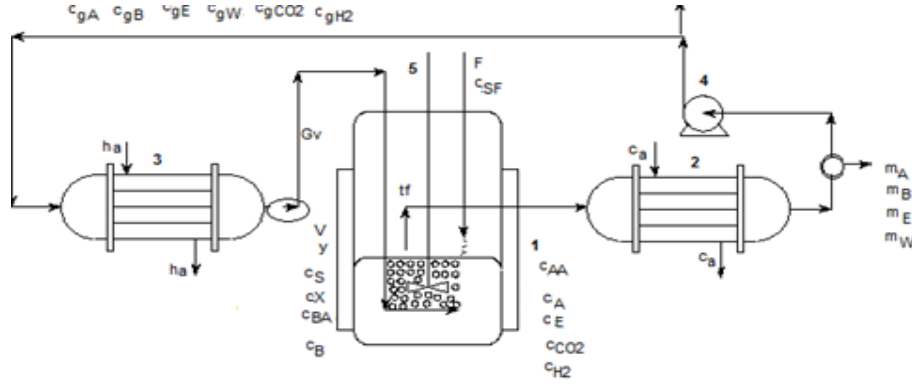 cgA cgB cgE cgW cgCO2 cgH2
5
F
cSF
4
Gv
ha
3
ca
2
mA
mB
mE
mW
tf
V
y
1
cS
cAA
cX
cA
cBA
cE
cB
cCO2
cH2
ha
ca